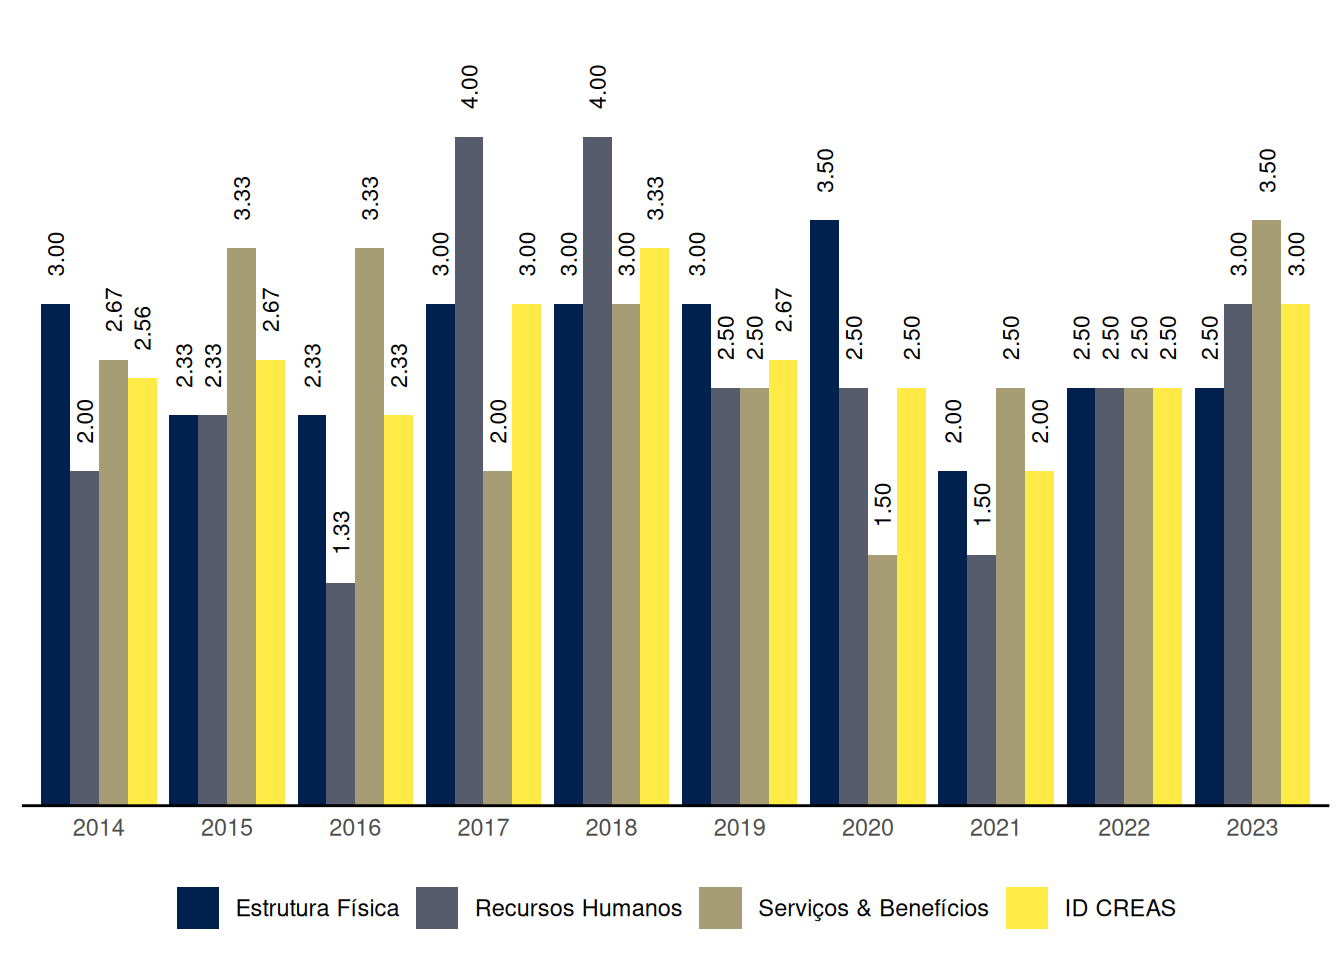 3.00 2.00 2.67 2.56
2.33 2.33 3.33 2.67
2.33 1.33 3.33 2.33
3.00 4.00 2.00 3.00
3.00 4.00 3.00 3.33
3.00 2.50 2.50 2.67
3.50 2.50 1.50 2.50
2.00 1.50 2.50 2.00
2.50 2.50 2.50 2.50
2.50 3.00 3.50 3.00
2014 2015 2016 2017 2018 2019 2020 2021 2022 2023
Estrutura Física Recursos Humanos Serviços & Benefícios ID CREAS